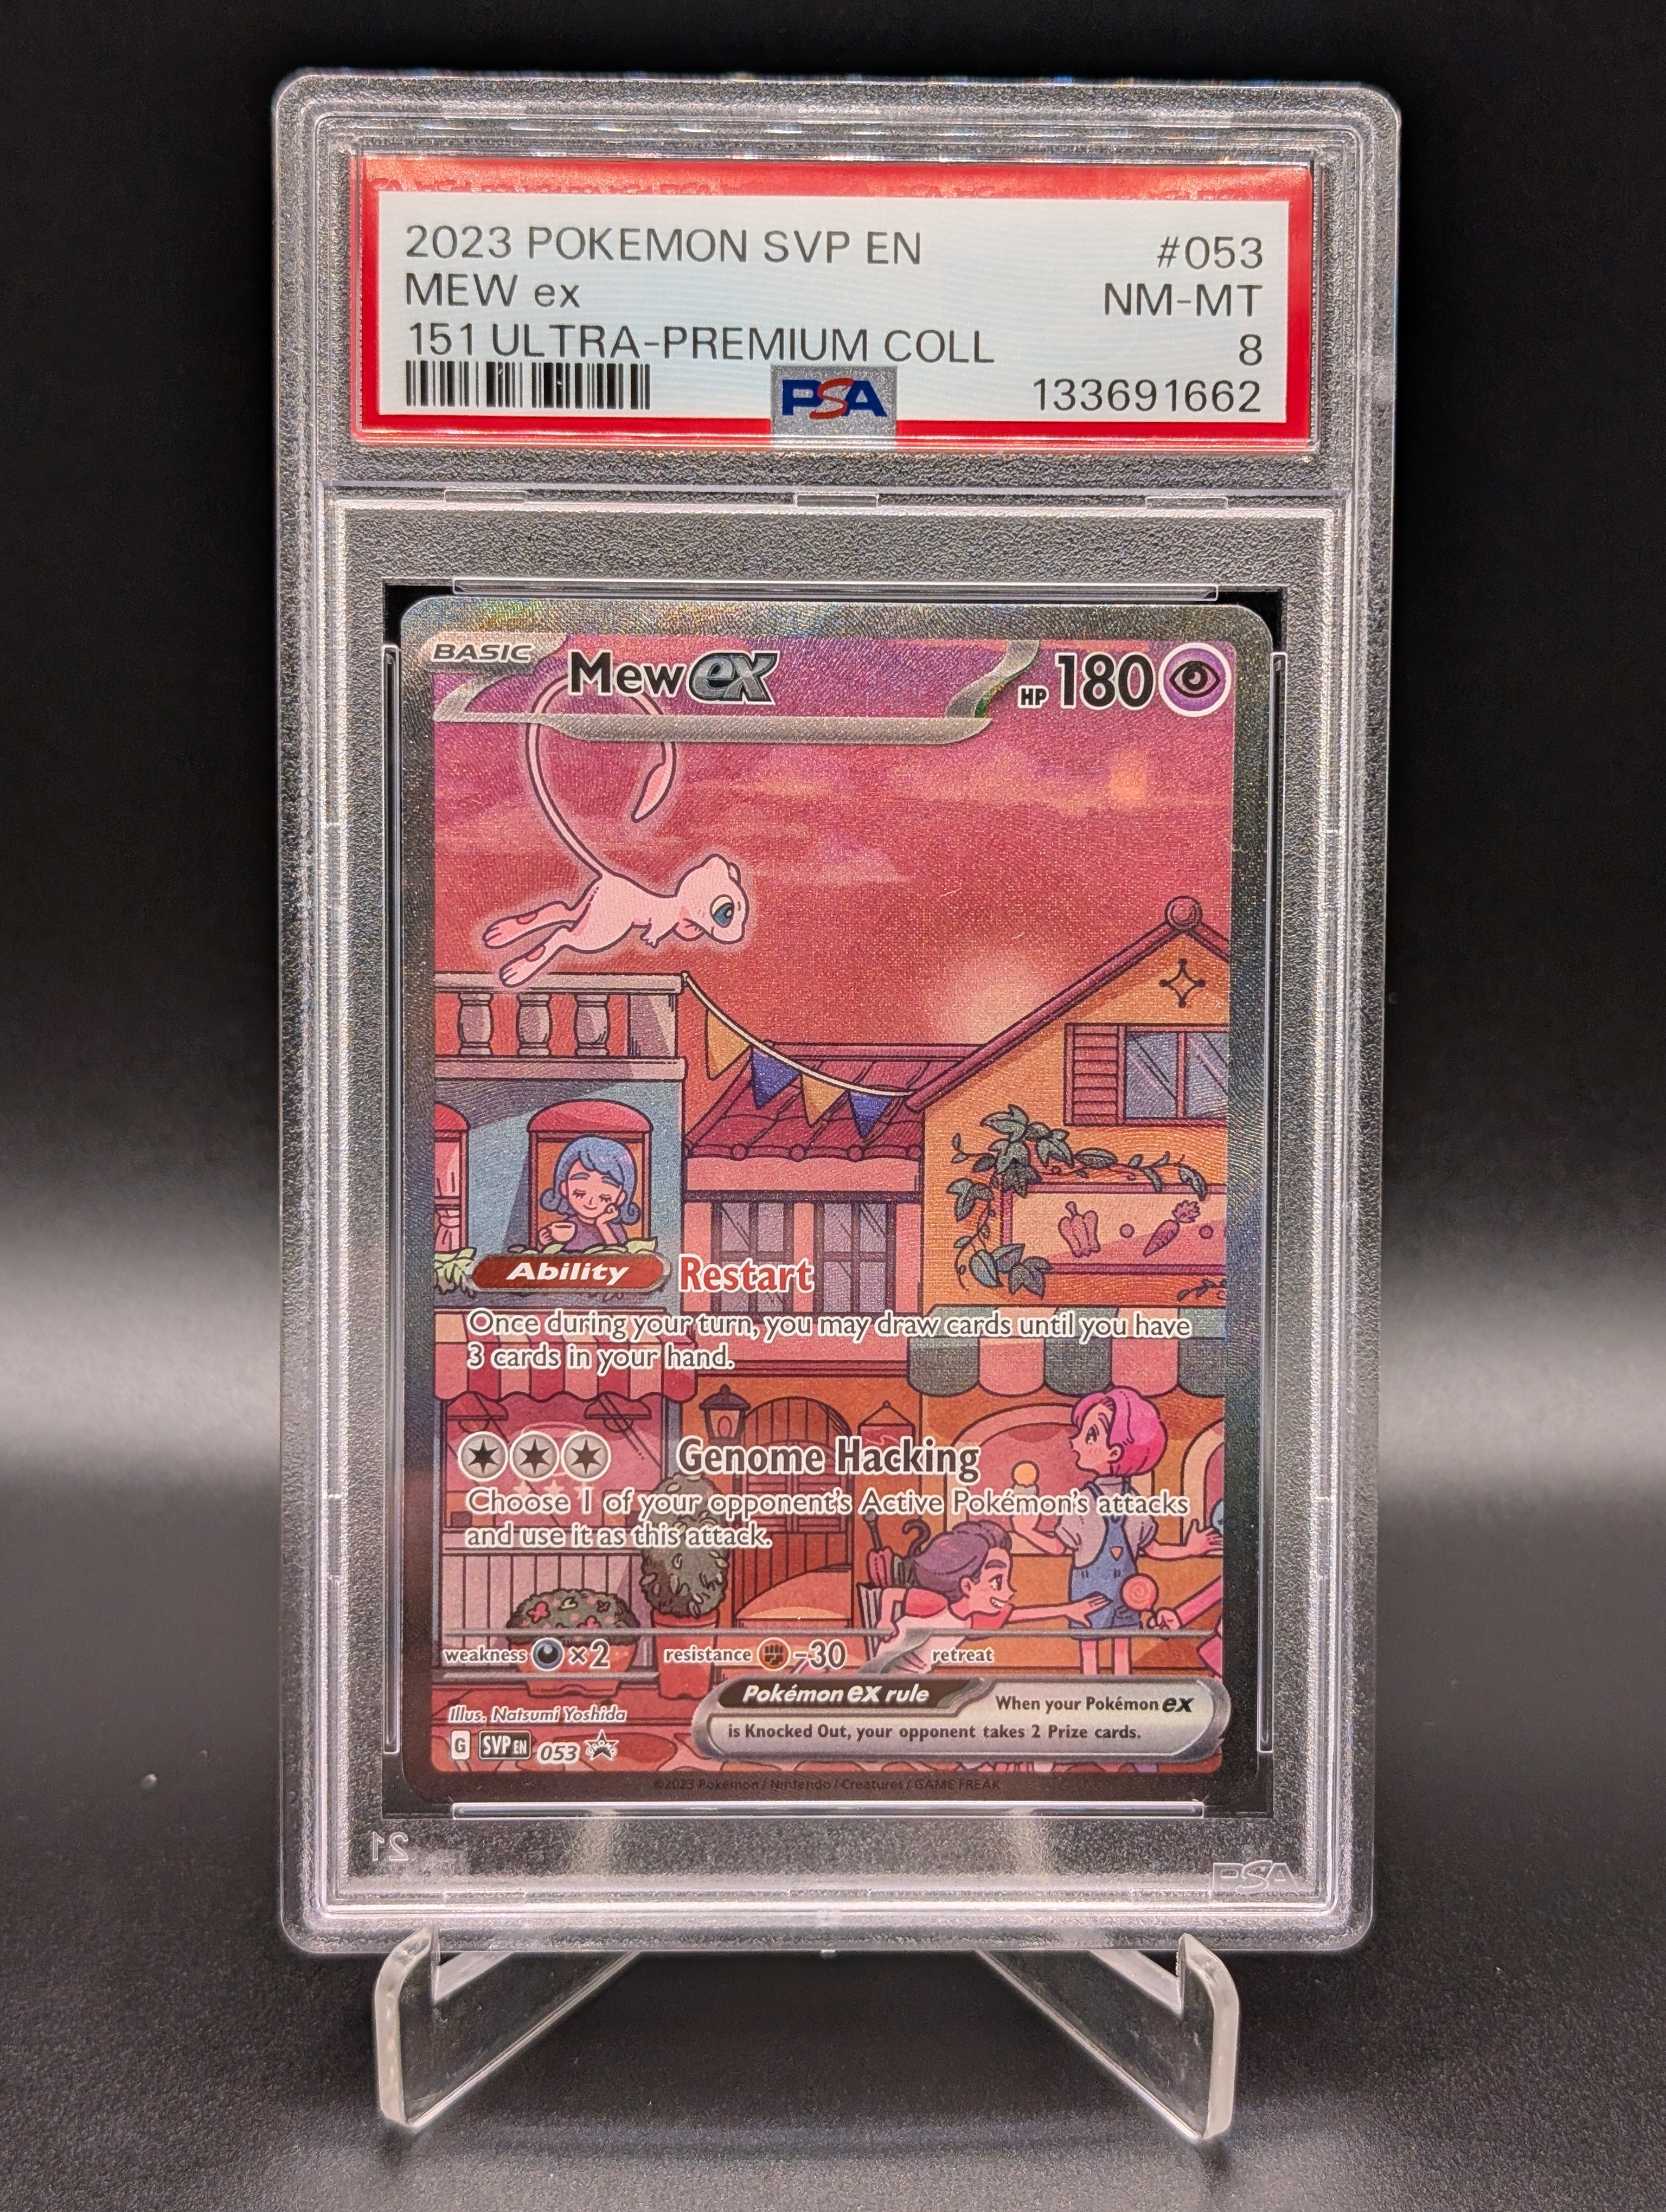 2023 POKEMON SVP EN #053
MEW ex NM-MT
151 ULTRA-PREMIUM COLL 8
PSA 133691662
BASIC Mew ex HP 180
Ability Restart
Once during your turn, you may draw cards until you have
3 cards in your hand.
Genome Hacking
Choose 1 of your opponent's Active Pokémon's attacks
and use it as this attack.
weakness ×2 resistance -30 retreat
Pokémon ex rule When your Pokémon ex
is Knocked Out, your opponent takes 2 Prize cards.
Illus. Natsumi Yoshida
G SVP EN 053 PROMO
©2023 Pokémon / Nintendo / Creatures / GAME FREAK
21 PSA